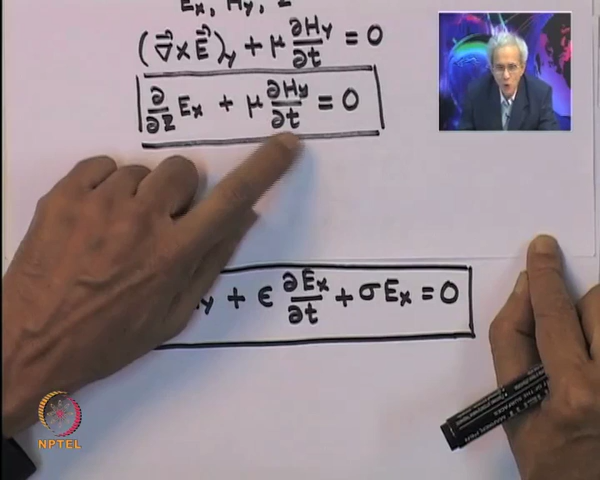 Ex, Hy, z
(∇⃗ × E⃗)y + μ ∂Hy/∂t = 0
∂/∂z Ex + μ ∂Hy/∂t = 0
y + ϵ ∂Ex/∂t + σEx = 0
NPTEL